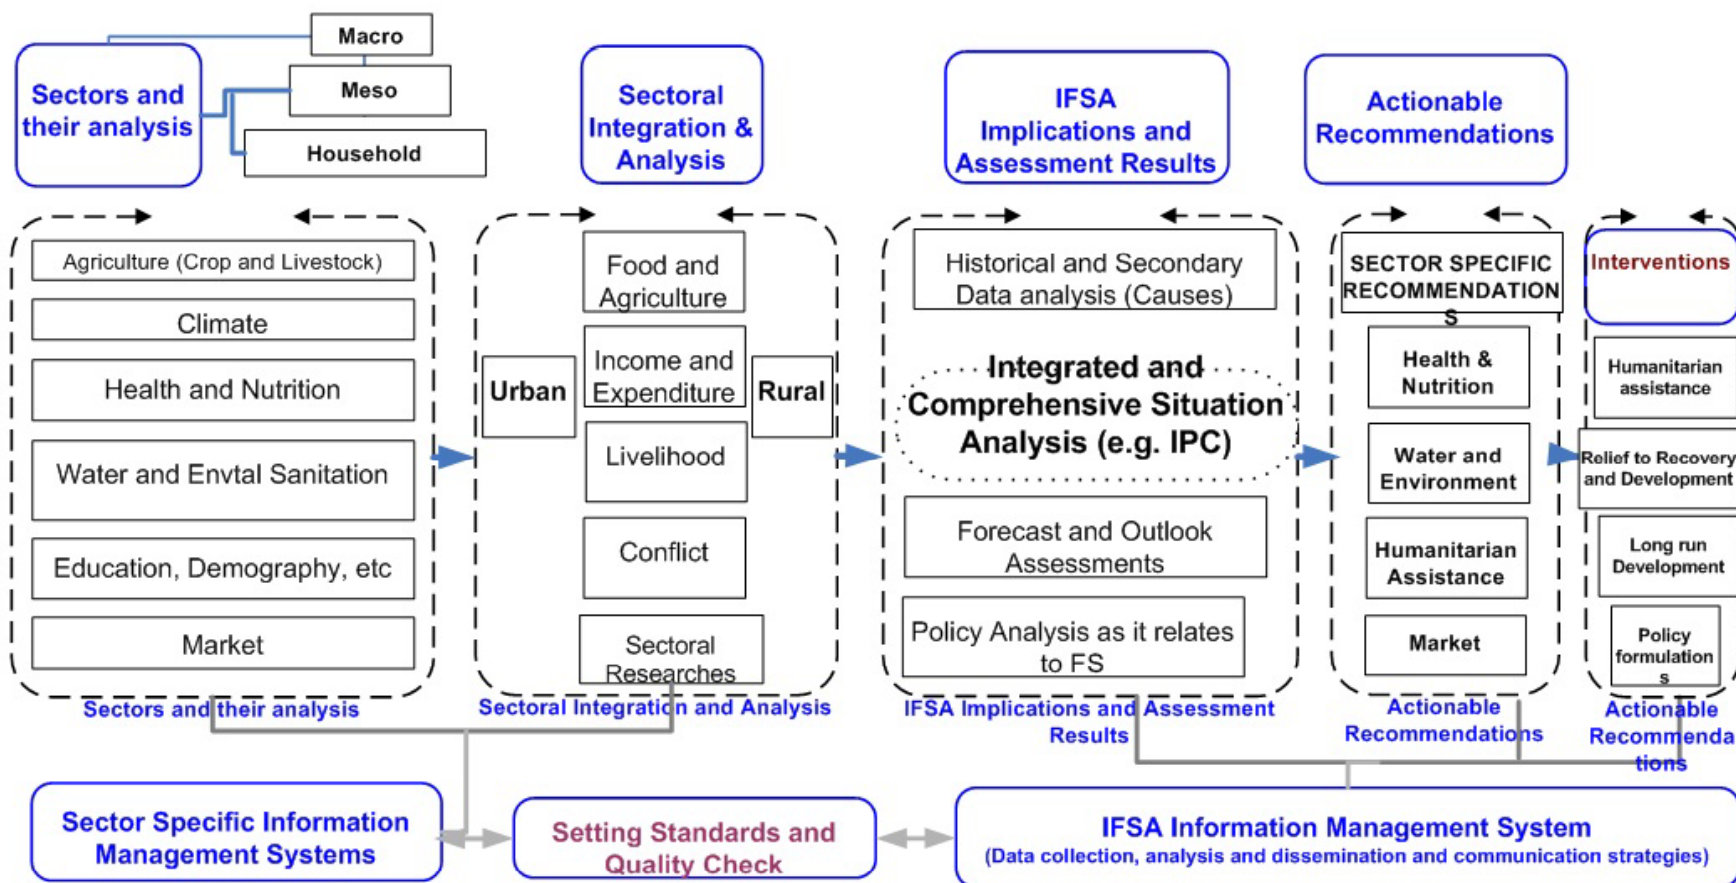 Macro
Meso
Household
Sectors and
their analysis
Sectoral
Integration &
Analysis
IFSA
Implications and
Assessment Results
Actionable
Recommendations
Agriculture (Crop and Livestock)
Climate
Health and Nutrition
Water and Envtal Sanitation
Education, Demography, etc
Market
Sectors and their analysis
Food and
Agriculture
Urban
Income and
Expenditure
Rural
Livelihood
Conflict
Sectoral
Researches
Sectoral Integration and Analysis
Historical and Secondary
Data analysis (Causes)
Integrated and
Comprehensive Situation
Analysis (e.g. IPC)
Forecast and Outlook
Assessments
Policy Analysis as it relates
to FS
IFSA Implications and Assessment
Results
SECTOR SPECIFIC
RECOMMENDATION
S
Health &
Nutrition
Water and
Environment
Humanitarian
Assistance
Market
Actionable
Recommendations
Interventions
Humanitarian
assistance
Relief to Recovery
and Development
Long run
Development
Policy
formulation
s
Actionable
Recommenda
tions
Sector Specific Information
Management Systems
Setting Standards and
Quality Check
IFSA Information Management System
(Data collection, analysis and dissemination and communication strategies)